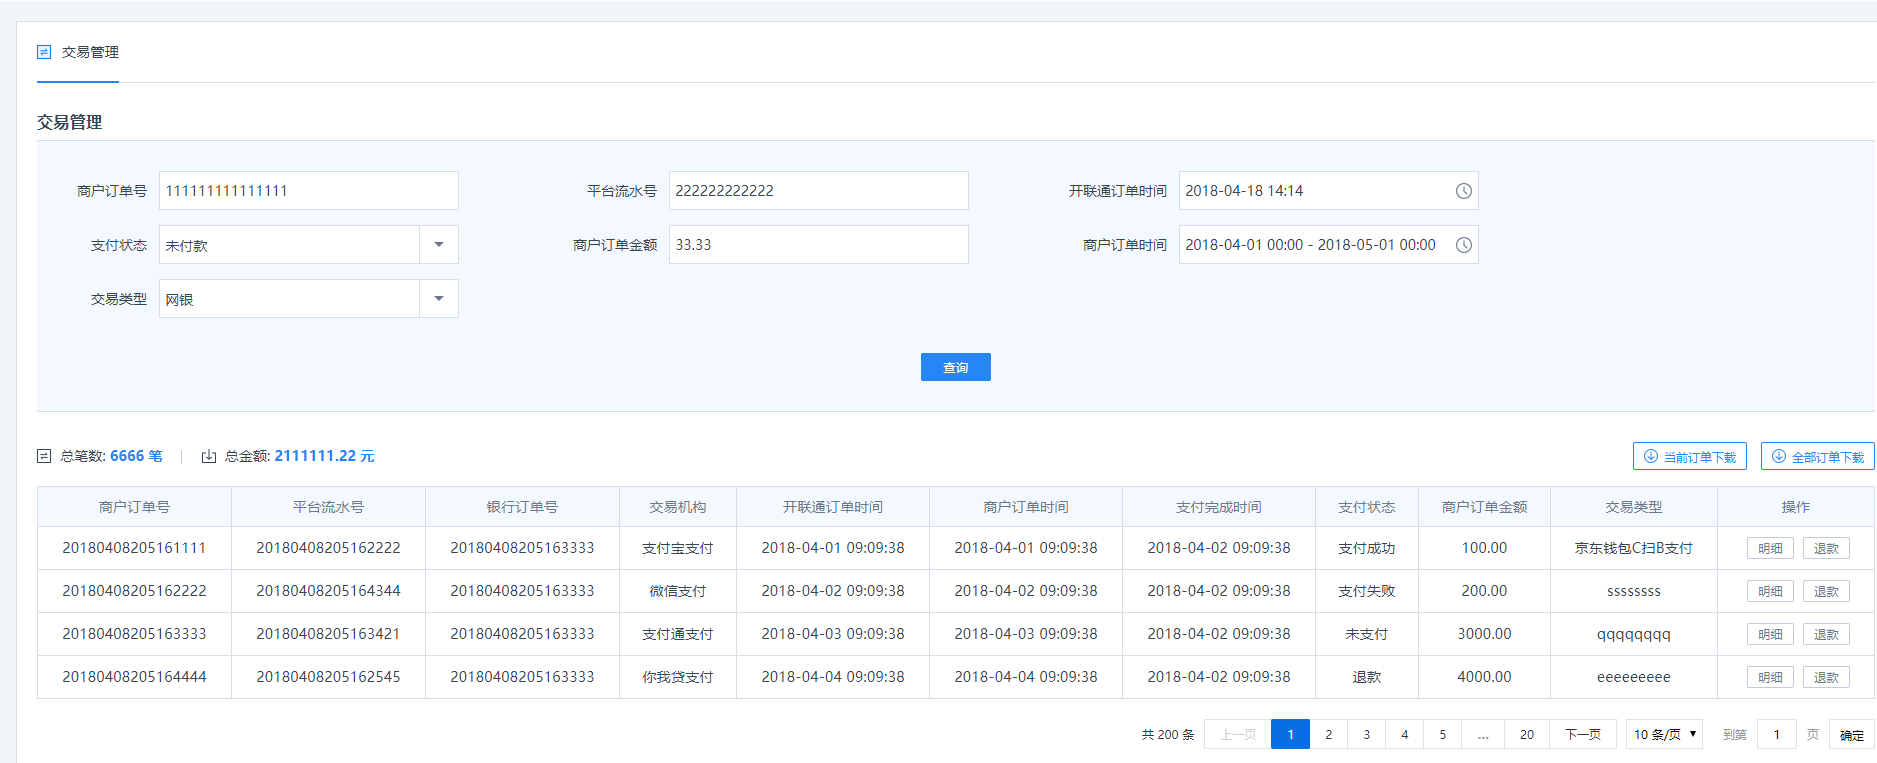 交易管理
交易管理
商户订单号 111111111111111 平台流水号 222222222222 开联通订单时间 2018-04-18 14:14
支付状态 未付款 商户订单金额 33.33 商户订单时间 2018-04-01 00:00 - 2018-05-01 00:00
交易类型 网银
查询
总笔数: 6666 笔 总金额: 2111111.22 元 当前订单下载 全部订单下载
商户订单号 平台流水号 银行订单号 交易机构 开联通订单时间 商户订单时间 支付完成时间 支付状态 商户订单金额 交易类型 操作
20180408205161111 20180408205162222 20180408205163333 支付宝支付 2018-04-01 09:09:38 2018-04-01 09:09:38 2018-04-02 09:09:38 支付成功 100.00 京东钱包C扫B支付 明细 退款
20180408205162222 20180408205164344 20180408205163333 微信支付 2018-04-02 09:09:38 2018-04-02 09:09:38 2018-04-02 09:09:38 支付失败 200.00 ssssssss 明细 退款
20180408205163333 20180408205163421 20180408205163333 支付通支付 2018-04-03 09:09:38 2018-04-03 09:09:38 2018-04-02 09:09:38 未支付 3000.00 qqqqqqqq 明细 退款
20180408205164444 20180408205162545 20180408205163333 你我贷支付 2018-04-04 09:09:38 2018-04-04 09:09:38 2018-04-02 09:09:38 退款 4000.00 eeeeeeeee 明细 退款
共 200 条 上一页 1 2 3 4 5 ... 20 下一页 10 条/页 到第 1 页 确定